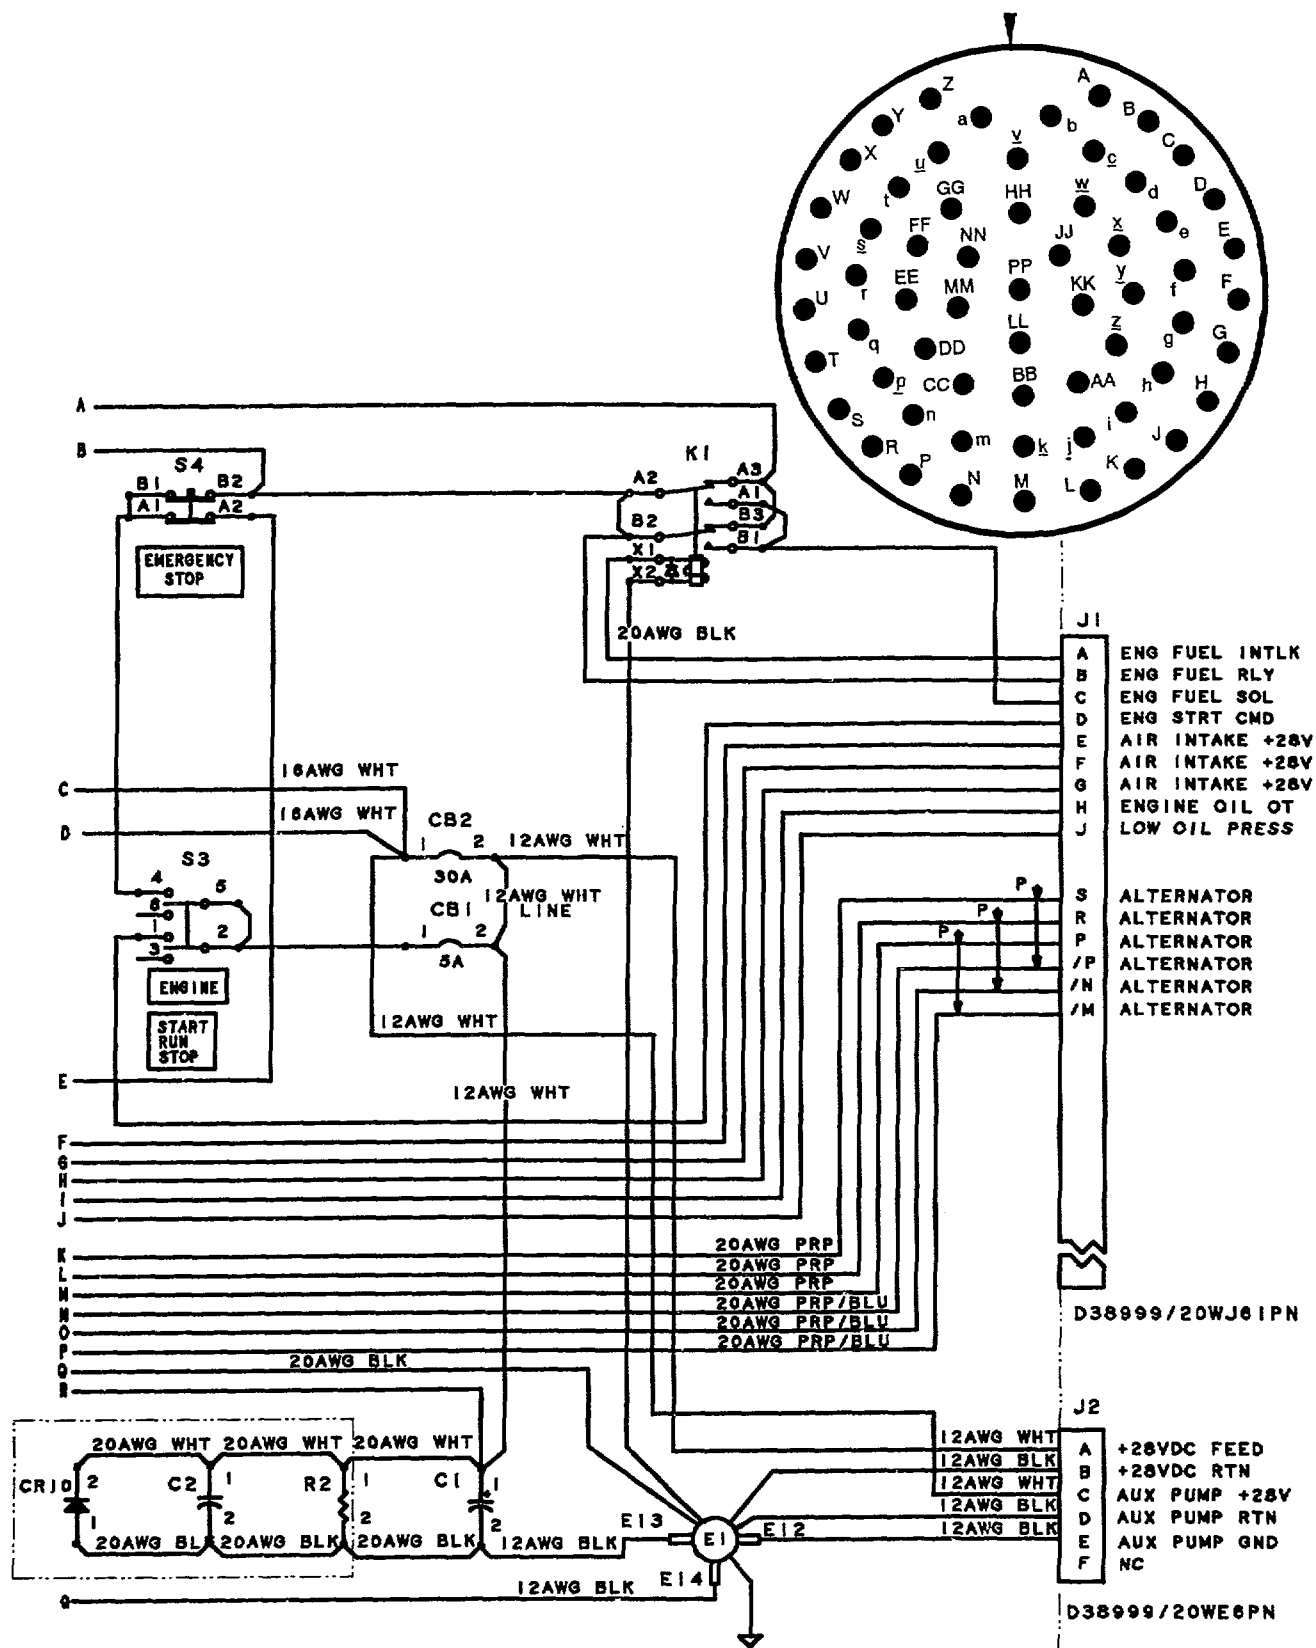 Z
A
Y
a
b
B
v
X
u
c
C
W
t
GG
HH
w
d
D
s
FF
NN
JJ
x
e
E
V
r
EE
MM
PP
KK
y
f
F
U
q
DD
LL
z
g
G
T
p
CC
BB
AA
h
H
S
n
i
R
m
k
j
J
P
N
M
L
K
A
B
S4
B1 B2
A1 A2
EMERGENCY
STOP
K1
A2 A3
A1
B2 B3
B1
X1
X2
20AWG BLK
J1
A ENG FUEL INTLK
B ENG FUEL RLY
C ENG FUEL SOL
D ENG STRT CMD
E AIR INTAKE +28V
F AIR INTAKE +28V
G AIR INTAKE +28V
H ENGINE OIL OT
J LOW OIL PRESS
C
16AWG WHT
D
16AWG WHT
CB2
1 2
12AWG WHT
30A
12AWG WHT
LINE
CB1
1 2
5A
S3
4 5
6
1
3 2
ENGINE
START
RUN
STOP
12AWG WHT
P
P
P
S ALTERNATOR
R ALTERNATOR
P ALTERNATOR
/P ALTERNATOR
/N ALTERNATOR
/M ALTERNATOR
E
12AWG WHT
F
G
H
I
J
K 20AWG PRP
L 20AWG PRP
M 20AWG PRP
N 20AWG PRP/BLU
O 20AWG PRP/BLU
P 20AWG PRP/BLU
Q 20AWG BLK
R
D38999/20WJ61PN
J2
12AWG WHT A +28VDC FEED
12AWG BLK B +28VDC RTN
12AWG WHT C AUX PUMP +28V
12AWG BLK D AUX PUMP RTN
12AWG BLK E AUX PUMP GND
F NC
20AWG WHT 20AWG WHT 20AWG WHT
CR10 2 1
C2 1 2
R2 1 2
C1 + 1 2
20AWG BL 20AWG BLK 20AWG BLK 12AWG BLK
E13 E1 E12
E14
12AWG BLK
D38999/20WE6PN